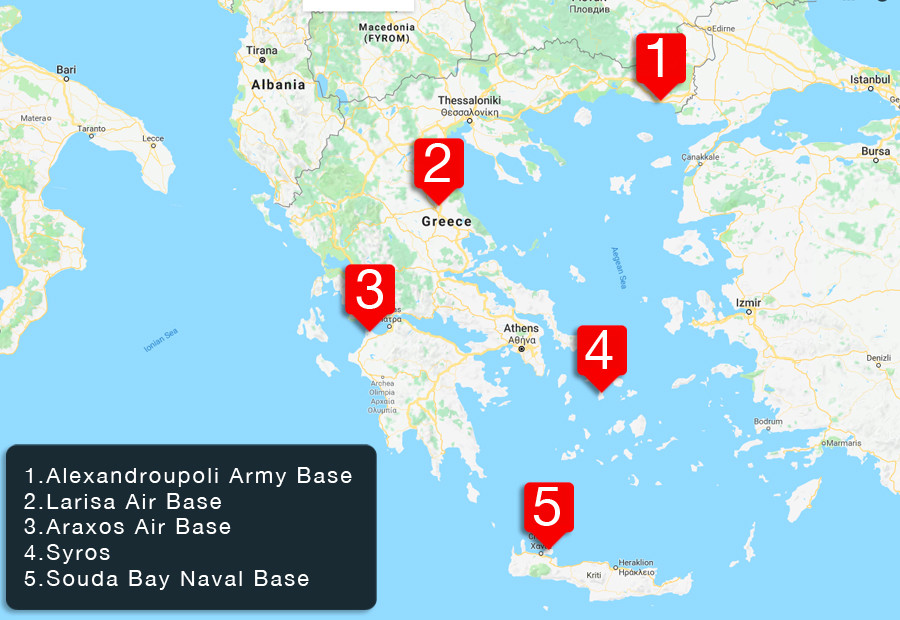 Macedonia
(FYROM)
Пловдив
Edirne
Tirana
Bari
Albania
Istanbul
Thessaloniki
Θεσσαλονίκη
Matera
Taranto
Lecce
Bursa
Çanakkale
1
2
Greece
Aegean Sea
3
Izmir
Ionian Sea
Athens
Αθήνα
4
Denizli
Archea
Olimpia
Αρχαία
Ολυμπία
Bodrum
Marmaris
5
Heraklion
Ηράκλειο
Kriti
1.Alexandroupoli Army Base
2.Larisa Air Base
3.Araxos Air Base
4.Syros
5.Souda Bay Naval Base